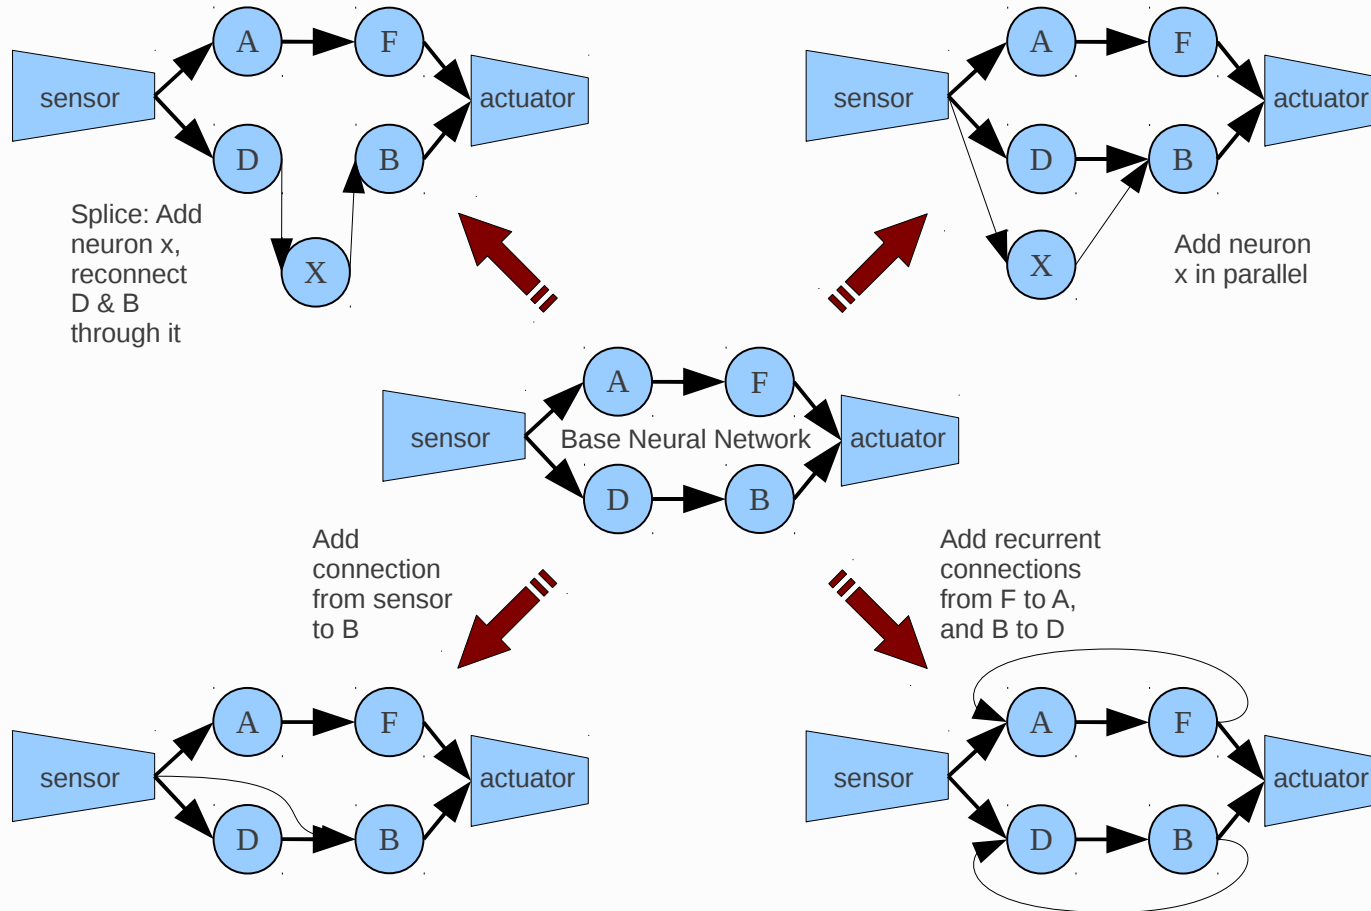 A
F
sensor
actuator
D
B
X
Splice: Add
neuron x,
reconnect
D & B
through it
A
F
sensor
actuator
D
B
X
Add neuron
x in parallel
A
F
sensor
Base Neural Network
actuator
D
B
Add
connection
from sensor
to B
Add recurrent
connections
from F to A,
and B to D
A
F
sensor
actuator
D
B
A
F
sensor
actuator
D
B